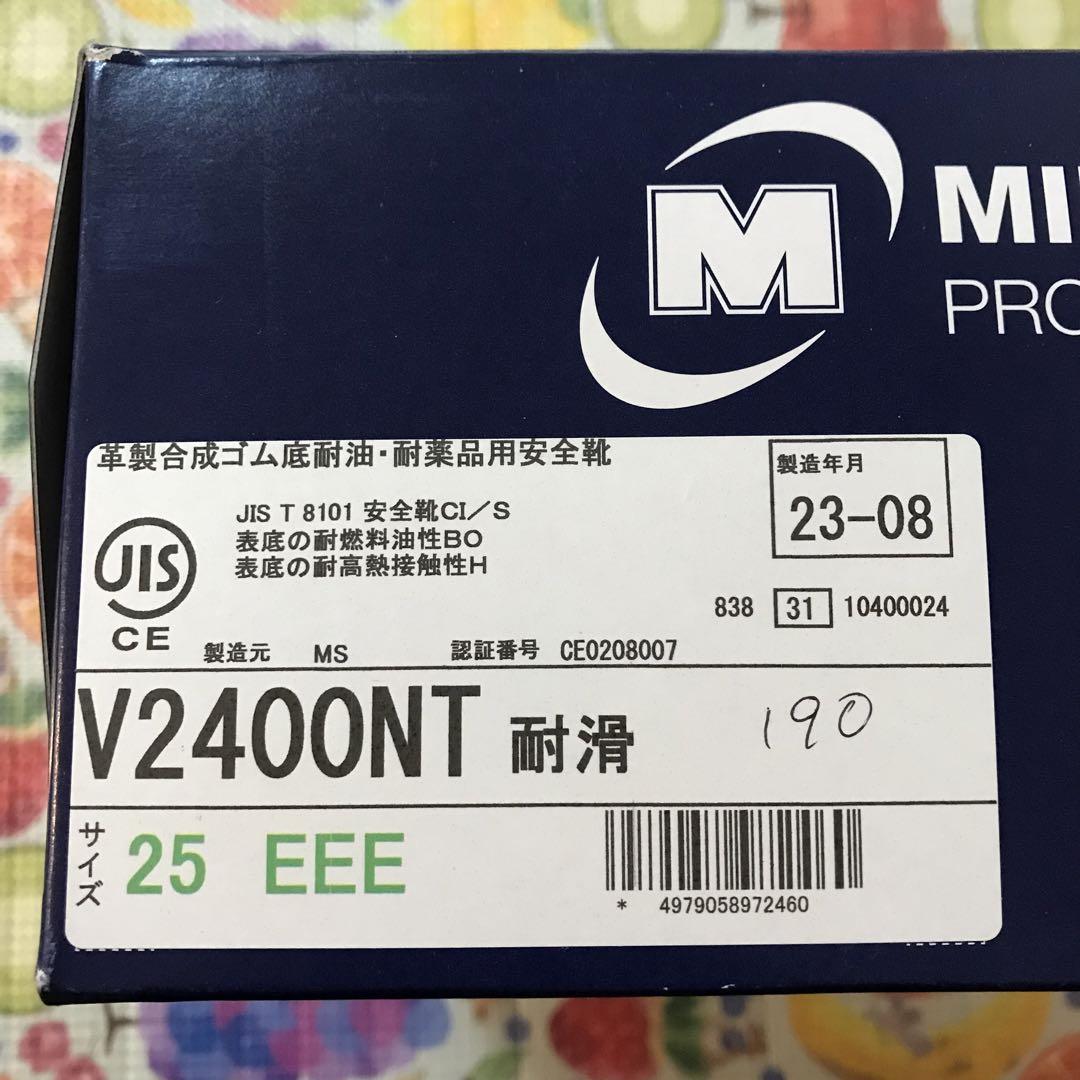 M
MI
PRO
革製合成ゴム底耐油・耐薬品用安全靴
製造年月
23-08
JIS T 8101 安全靴CI/S
表底の耐燃料油性BO
表底の耐高熱接触性H
JIS
CE
838 31 10400024
製造元 MS 認証番号 CE0208007
V2400NT 耐滑 190
サイズ 25 EEE
* 4979058972460